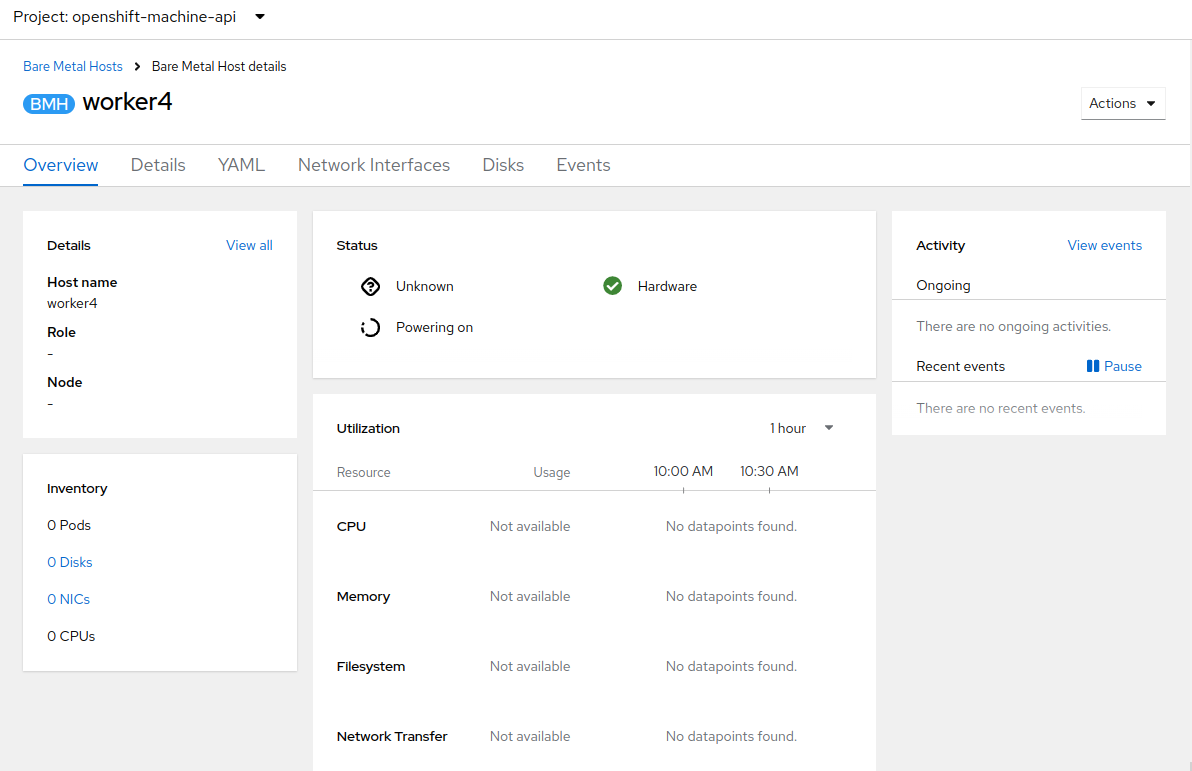 Project: openshift-machine-api
Bare Metal Hosts Bare Metal Host details
BMH worker4
Actions
Overview Details YAML Network Interfaces Disks Events
Details View all
Host name
worker4
Role
-
Node
-
Inventory
0 Pods
0 Disks
0 NICs
0 CPUs
Status
Unknown Hardware
Powering on
Utilization 1 hour
Resource Usage 10:00 AM 10:30 AM
CPU Not available No datapoints found.
Memory Not available No datapoints found.
Filesystem Not available No datapoints found.
Network Transfer Not available No datapoints found.
Activity View events
Ongoing
There are no ongoing activities.
Recent events Pause
There are no recent events.